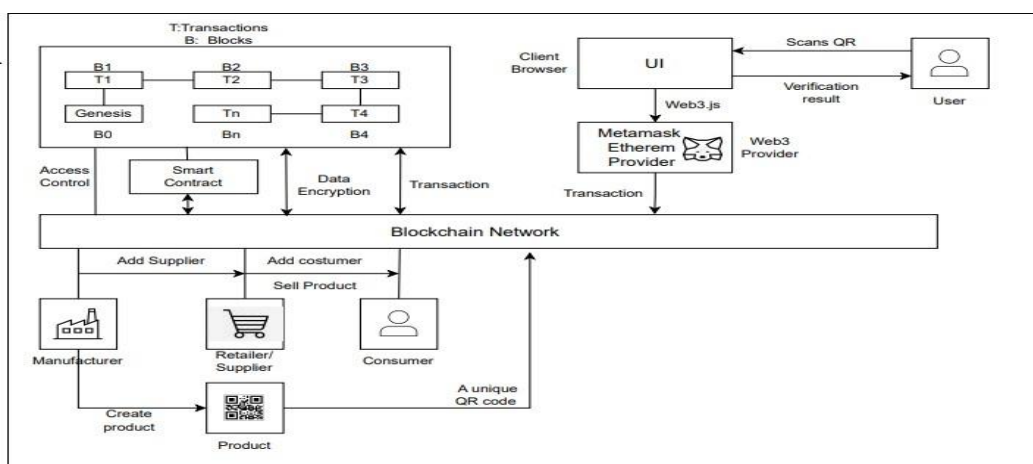 T:Transactions
B: Blocks
B1
B2
B3
T1
T2
T3
Genesis
Tn
T4
B0
Bn
B4
Client
Browser
UI
Scans QR
Verification
result
User
Web3.js
Metamask
Etherem
Provider
Web3
Provider
Access
Control
Smart
Contract
Data
Encryption
Transaction
Transaction
Blockchain Network
Add Supplier
Add costumer
Sell Product
Manufacturer
Retailer/
Supplier
Consumer
Create
product
Product
A unique
QR code